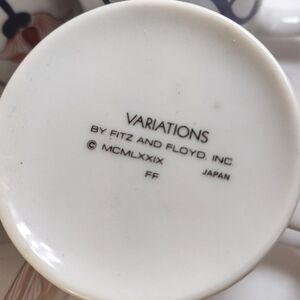 VARIATIONS
BY FITZ AND FLOYD, INC
© MCMLXXIX JAPAN
FF